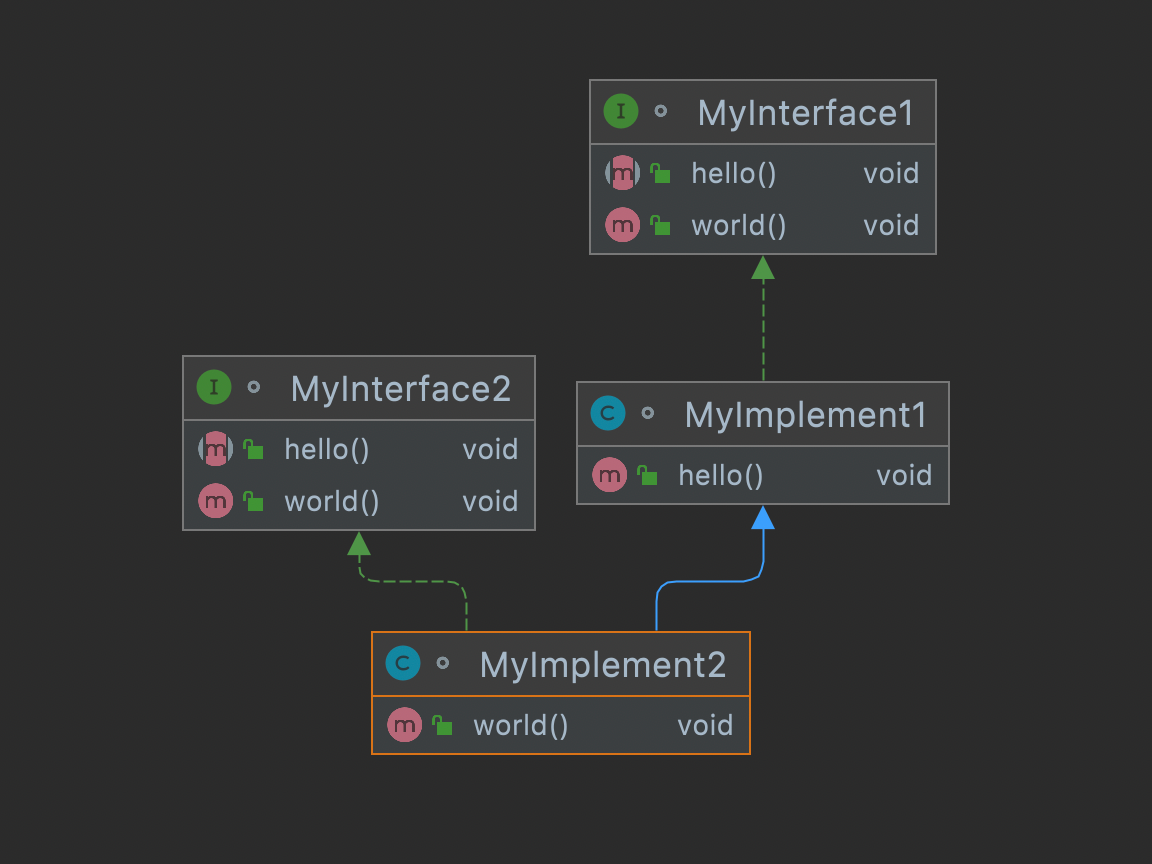 I MyInterface1
m hello() void
m world() void
I MyInterface2
m hello() void
m world() void
C MyImplement1
m hello() void
C MyImplement2
m world() void